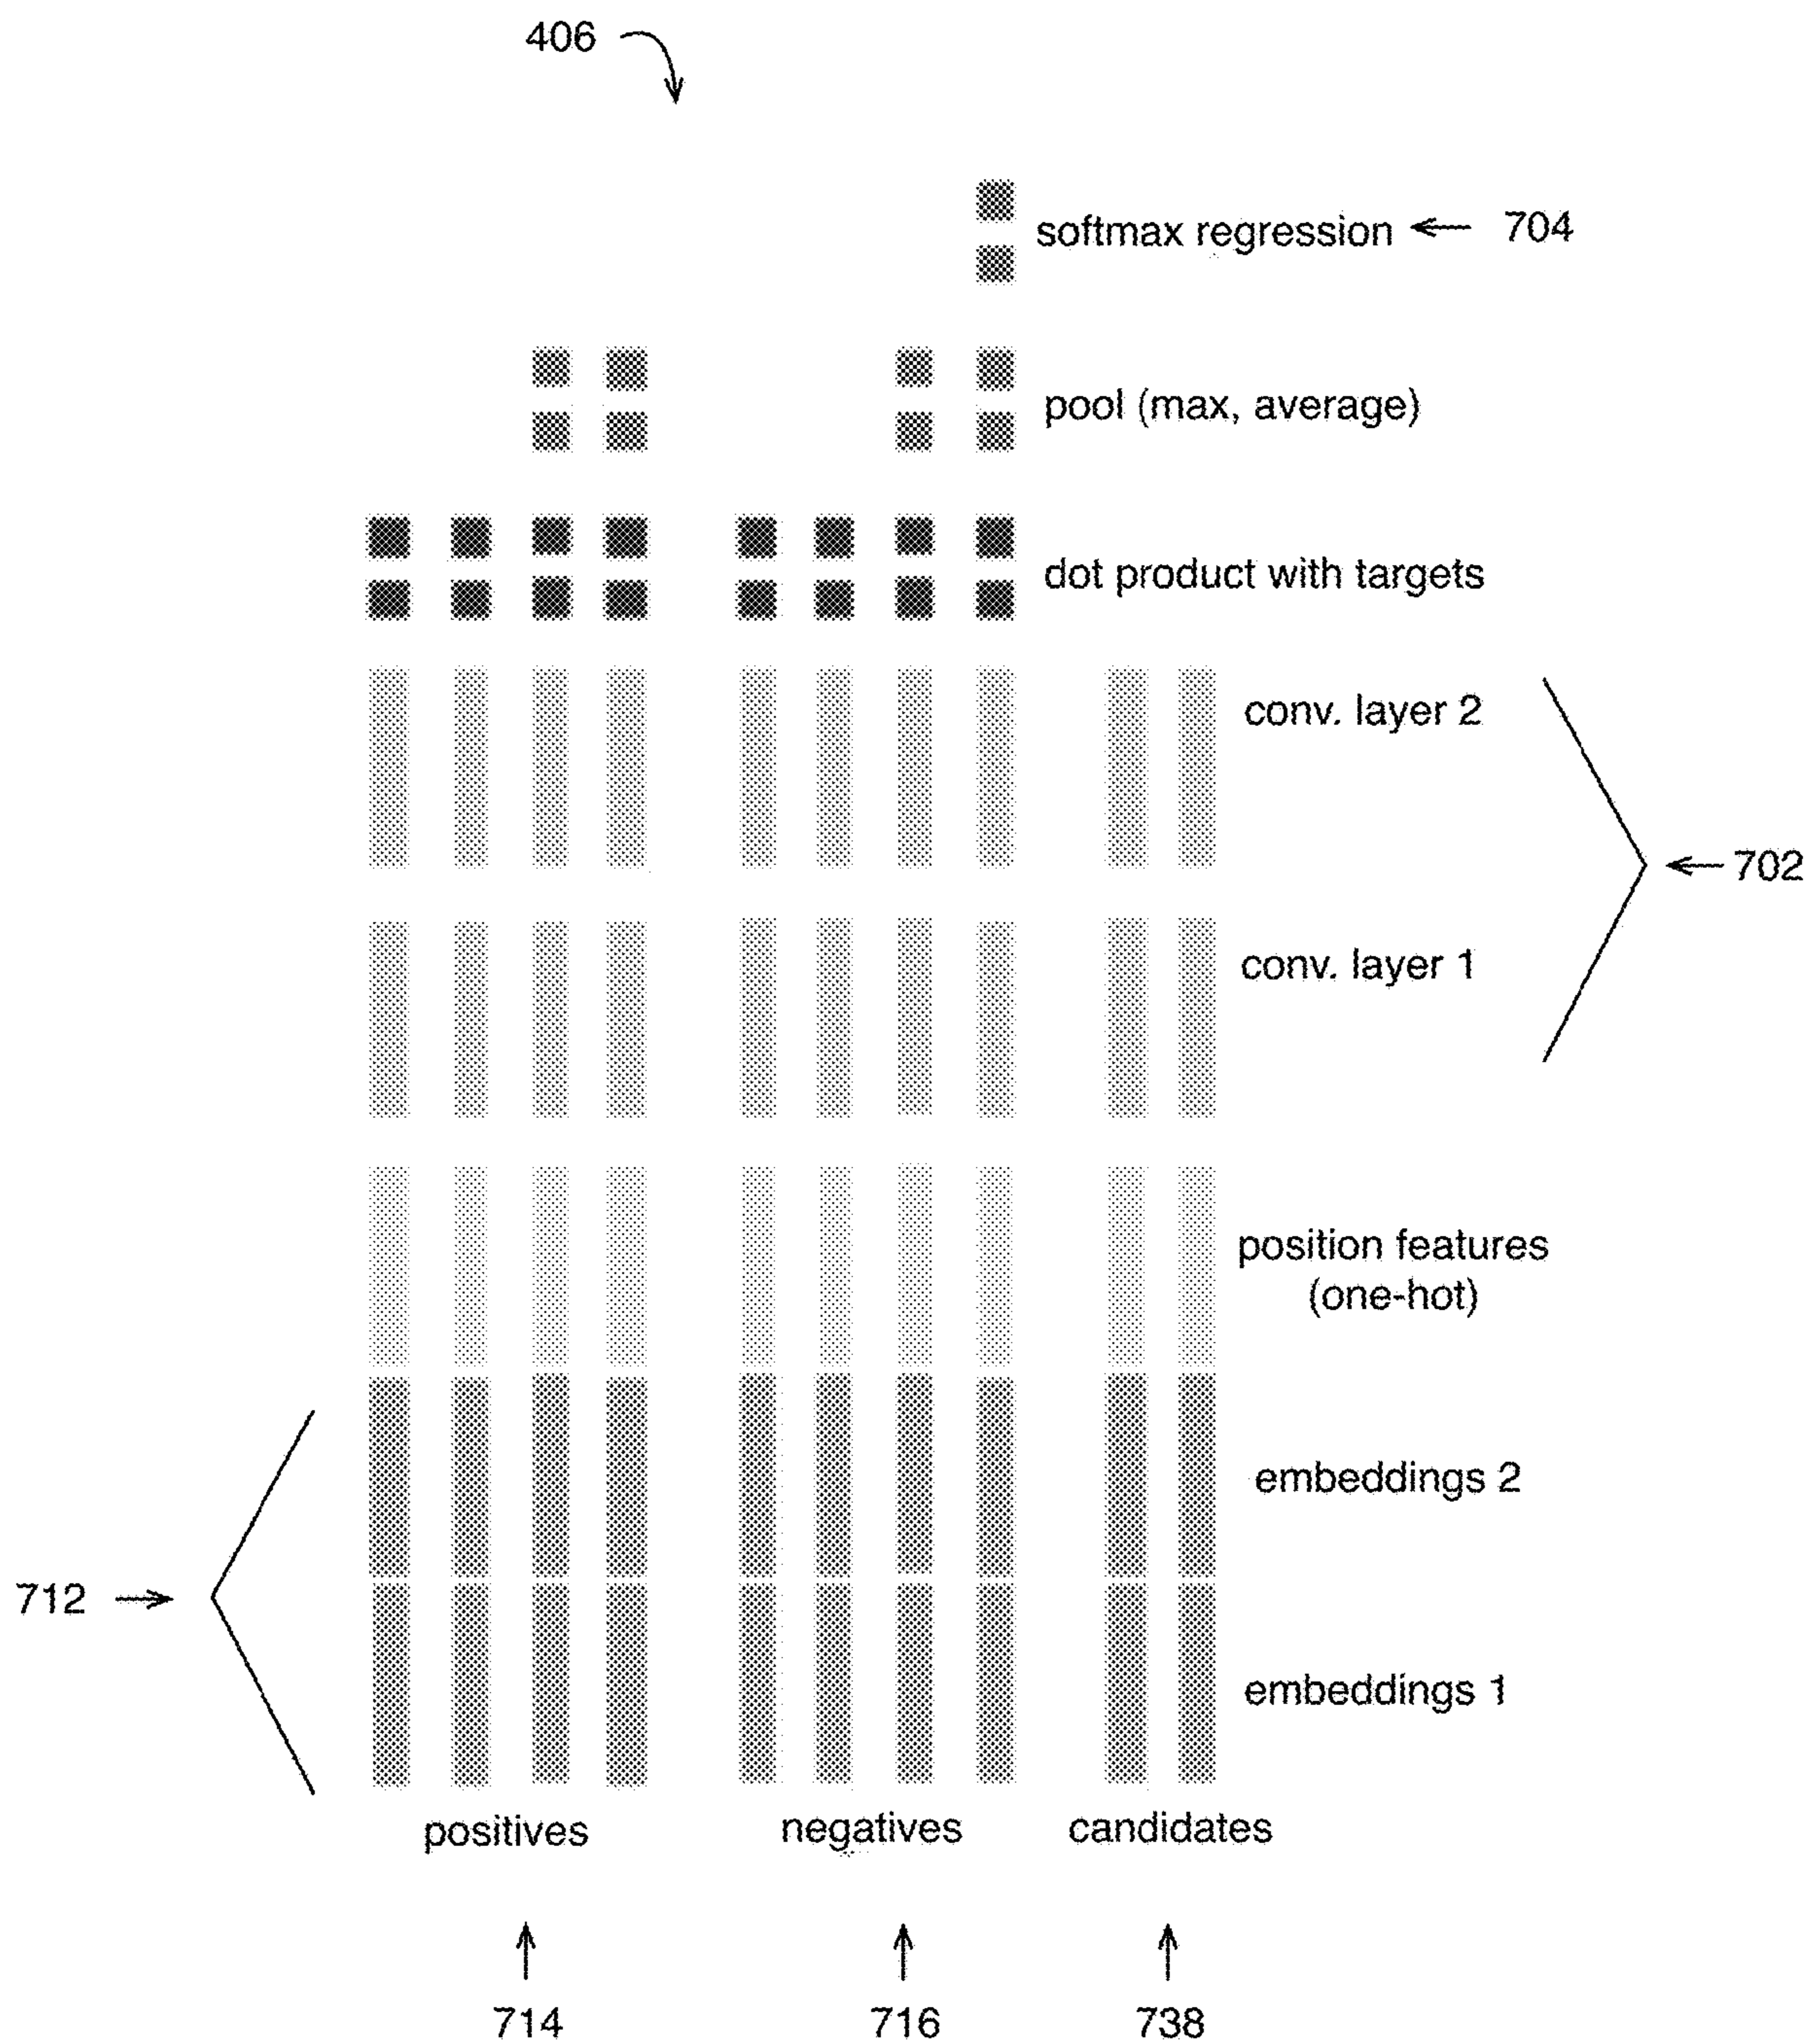 406
softmax regression
704
pool (max, average)
dot product with targets
conv. layer 2
702
conv. layer 1
position features
(one-hot)
embeddings 2
712
embeddings 1
positives
negatives
candidates
714
716
738